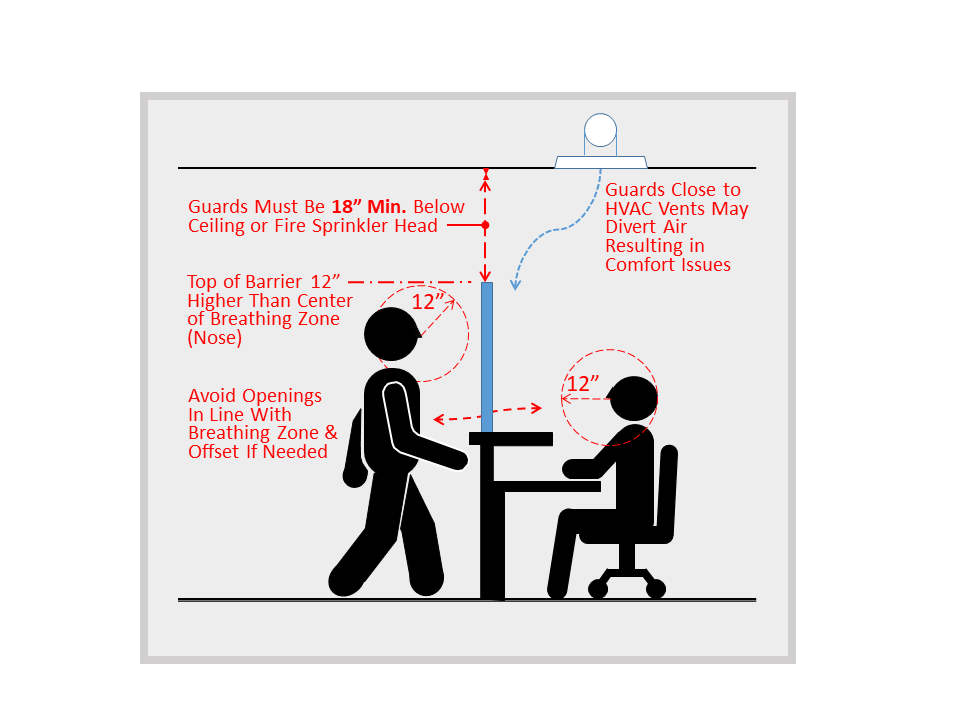 Guards Must Be 18” Min. Below
Ceiling or Fire Sprinkler Head
Guards Close to
HVAC Vents May
Divert Air
Resulting in
Comfort Issues
Top of Barrier 12”
Higher Than Center
of Breathing Zone
(Nose)
12”
12”
Avoid Openings
In Line With
Breathing Zone &
Offset If Needed